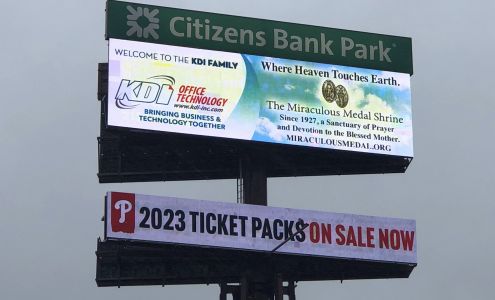 Citizens Bank Park®
WELCOME TO THE KDI FAMILY
KDI OFFICE
TECHNOLOGY
www.kdi-inc.com
BRINGING BUSINESS &
TECHNOLOGY TOGETHER
Where Heaven Touches Earth.
The Miraculous Medal Shrine
Since 1927, a Sanctuary of Prayer
and Devotion to the Blessed Mother.
MIRACULOUSMEDAL.ORG
P 2023 TICKET PACKS ON SALE NOW